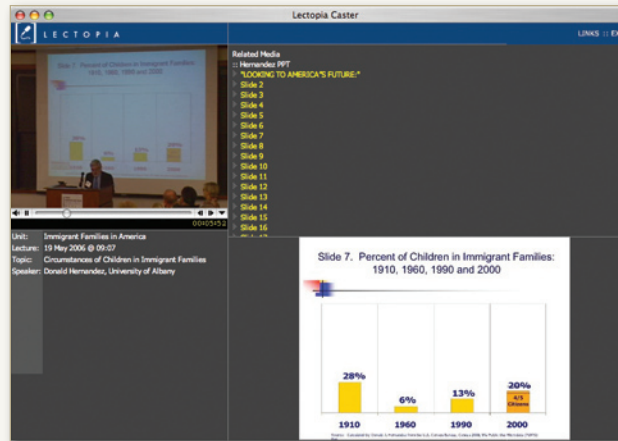 Lectopia Caster
LECTOPIA
LINKS :: E
Slide 7. Percent of Children in Immigrant Families:
1910, 1960, 1990 and 2000
Related Media
:: Hernandez PPT
"LOOKING TO AMERICA"S FUTURE:"
Slide 2
Slide 3
Slide 4
Slide 5
Slide 6
Slide 7
Slide 8
Slide 9
Slide 10
Slide 11
Slide 12
Slide 13
Slide 14
Slide 15
Slide 16
00:05:52
Unit: Immigrant Families in America
Lecture: 19 May 2006 @ 09:07
Topic: Circumstances of Children in Immigrant Families
Speaker: Donald Hernandez, University of Albany
Slide 7. Percent of Children in Immigrant Families:
1910, 1960, 1990 and 2000
28%
6%
13%
20%
4/5
Citizens
1910 1960 1990 2000